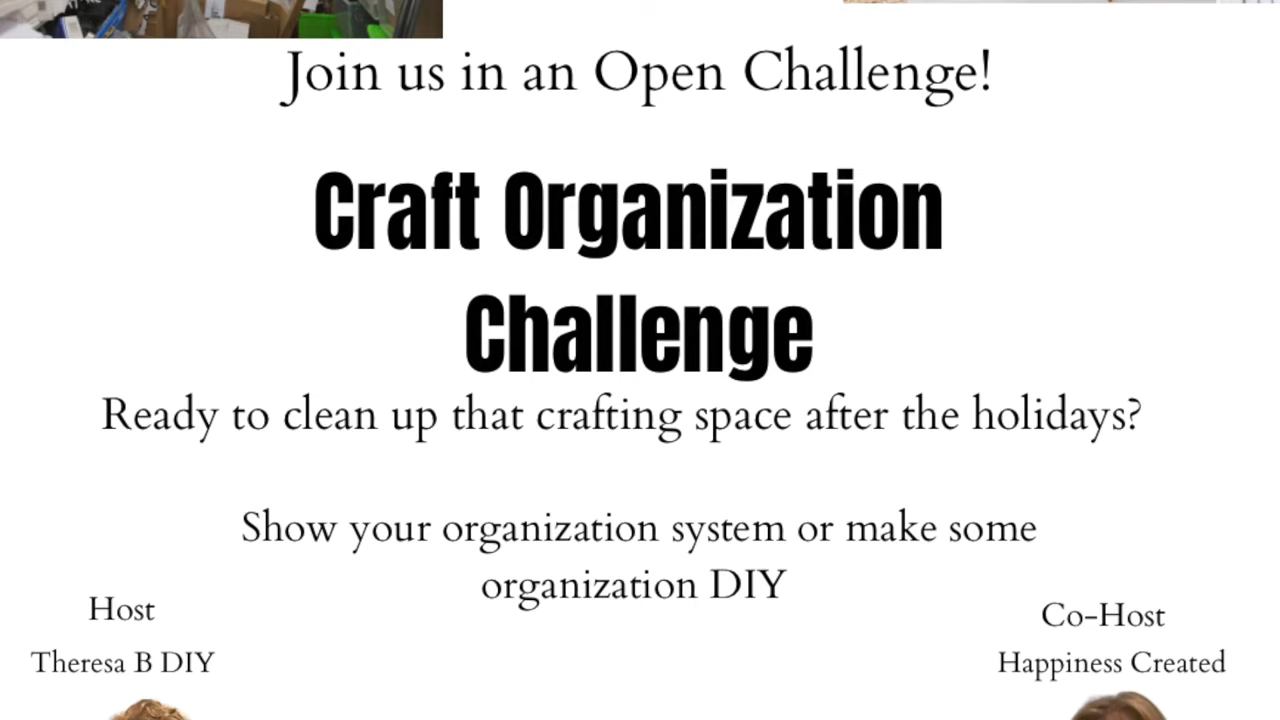 Join us in an Open Challenge!
Craft Organization
Challenge
Ready to clean up that crafting space after the holidays?
Show your organization system or make some
organization DIY
Host
Theresa B DIY
Co-Host
Happiness Created